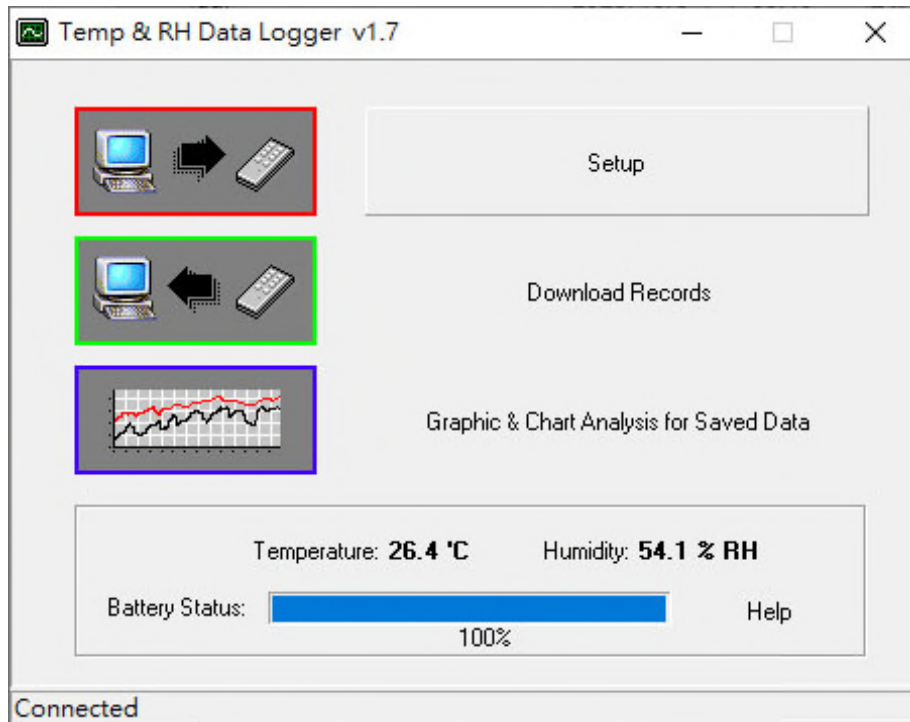 Temp & RH Data Logger v1.7
Setup
Download Records
Graphic & Chart Analysis for Saved Data
Temperature: 26.4 'C Humidity: 54.1 % RH
Battery Status: Help
100%
Connected